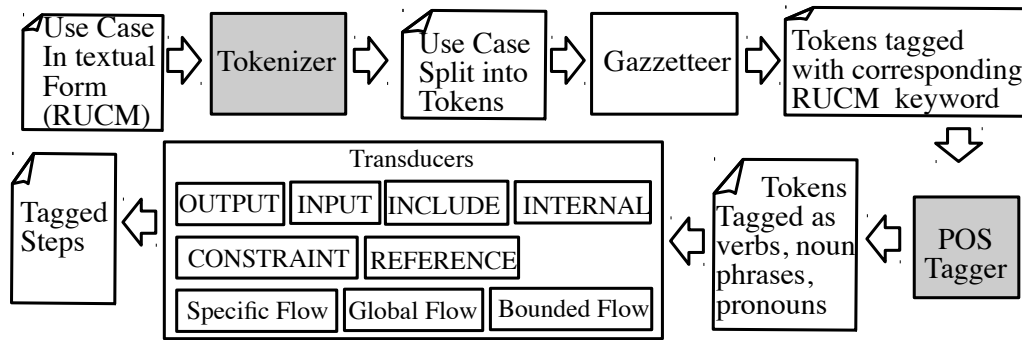 Use Case
In textual
Form
(RUCM)
Tokenizer
Use Case
Split into
Tokens
Gazzetteer
Tokens tagged
with corresponding
RUCM keyword
POS
Tagger
Tokens
Tagged as
verbs, noun
phrases,
pronouns
Transducers
OUTPUT INPUT INCLUDE INTERNAL
CONSTRAINT REFERENCE
Specific Flow Global Flow Bounded Flow
Tagged
Steps